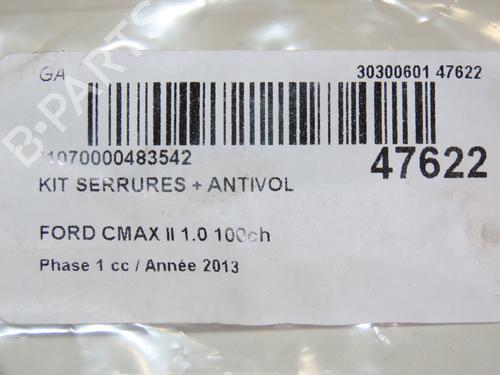 GA 30300601 47622
1070000483542
47622
KIT SERRURES + ANTIVOL
FORD CMAX II 1.0 100ch
Phase 1 cc / Année 2013
B-PARTS